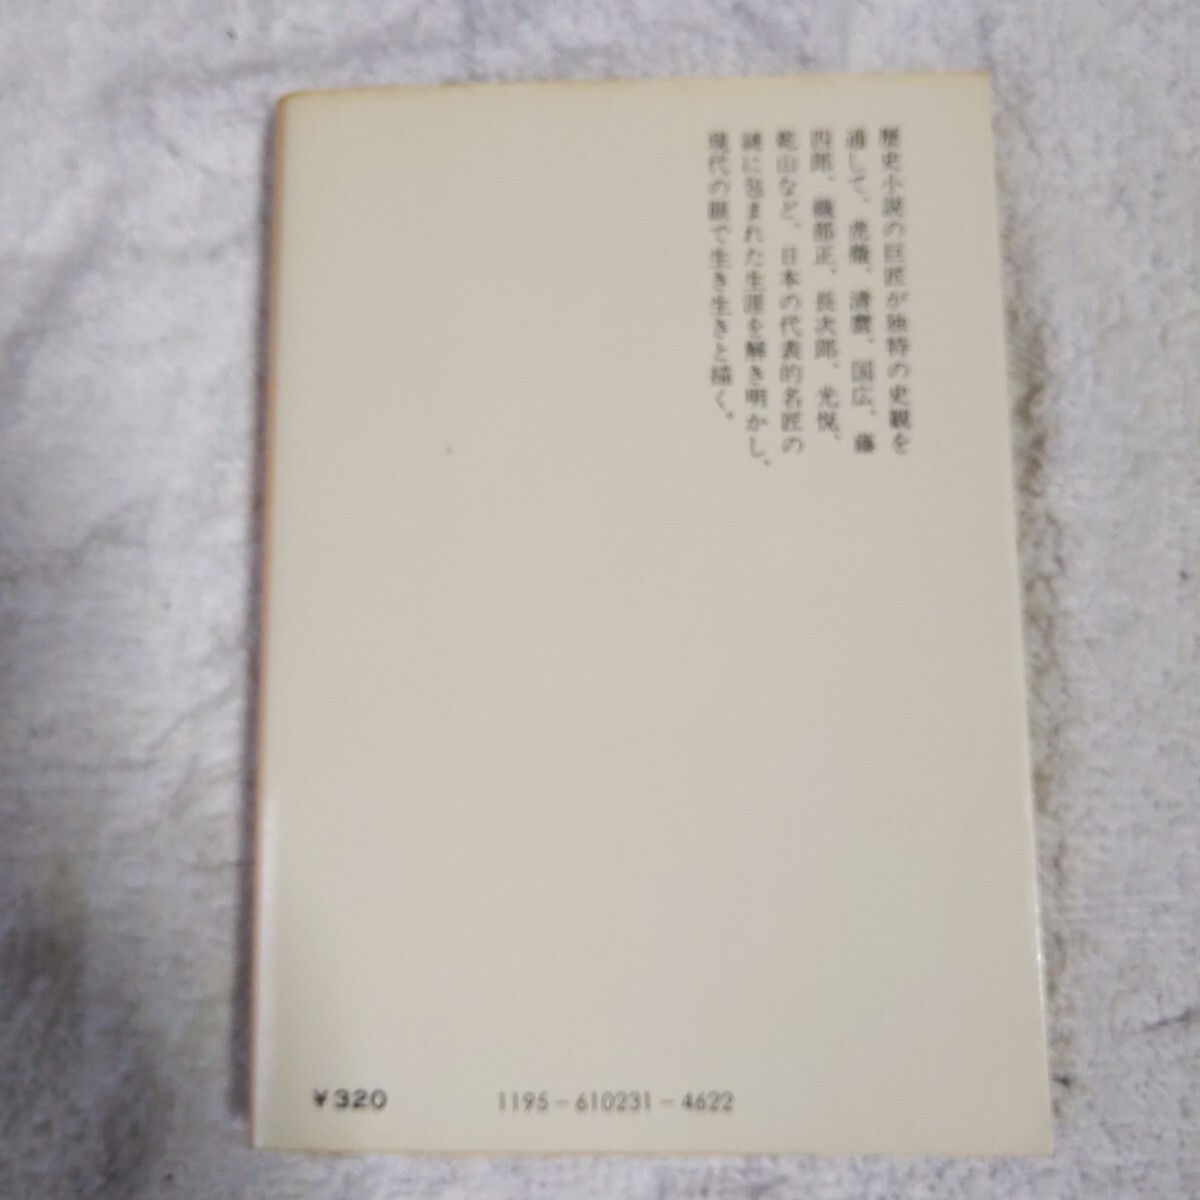 歴史小説の巨匠が独特の史観を
通して、虎徹、清麿、国広、藤
四郎、織部正、長次郎、光悦、
乾山など、日本の代表的名匠の
謎に包まれた生涯を解き明かし、
現代の眼で生き生きと描く。
¥320
1195-610231-4622